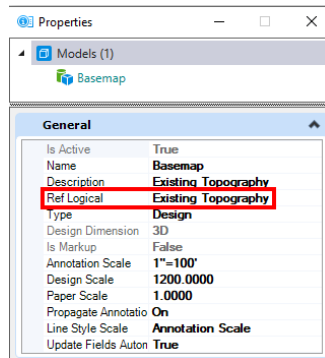 Properties
Models (1)
Basemap
General
Is Active True
Name Basemap
Description Existing Topography
Ref Logical Existing Topography
Type Design
Design Dimension 3D
Is Markup False
Annotation Scale 1"=100'
Design Scale 1200.0000
Paper Scale 1.0000
Propagate Annotatio On
Line Style Scale Annotation Scale
Update Fields Autom True